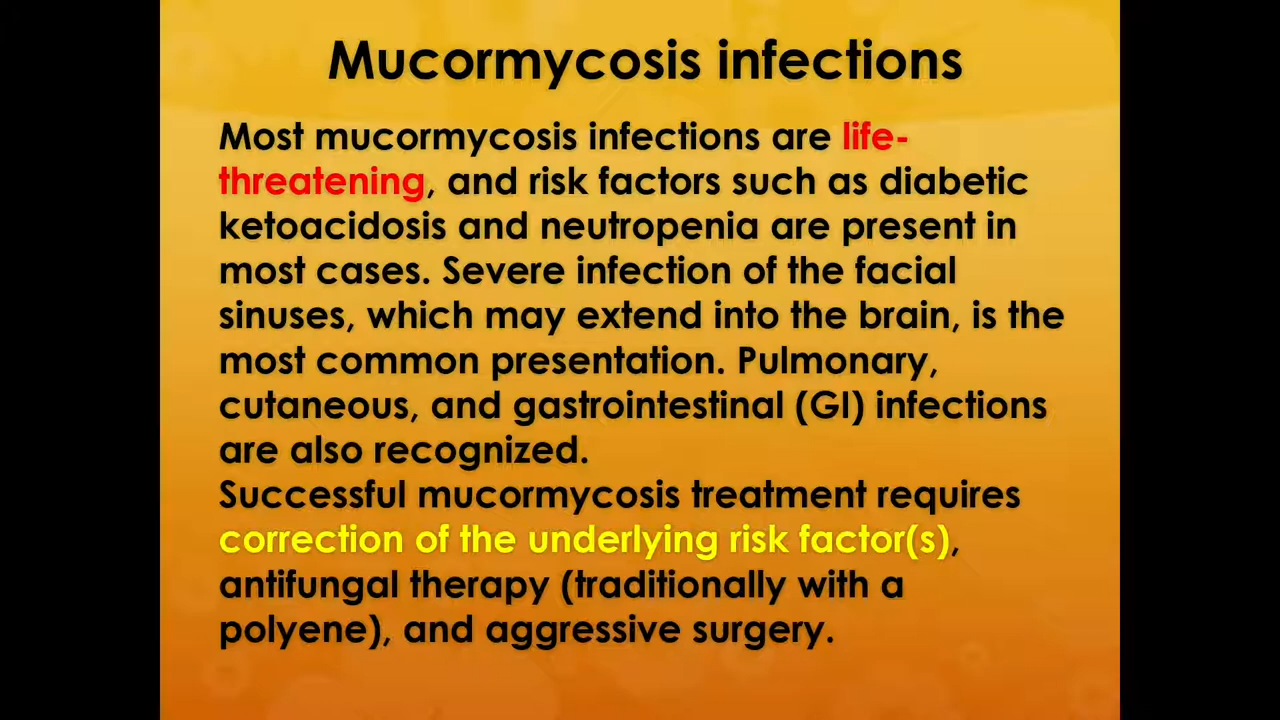 Mucormycosis infections
Most mucormycosis infections are life-
threatening, and risk factors such as diabetic
ketoacidosis and neutropenia are present in
most cases. Severe infection of the facial
sinuses, which may extend into the brain, is the
most common presentation. Pulmonary,
cutaneous, and gastrointestinal (GI) infections
are also recognized.
Successful mucormycosis treatment requires
correction of the underlying risk factor(s),
antifungal therapy (traditionally with a
polyene), and aggressive surgery.